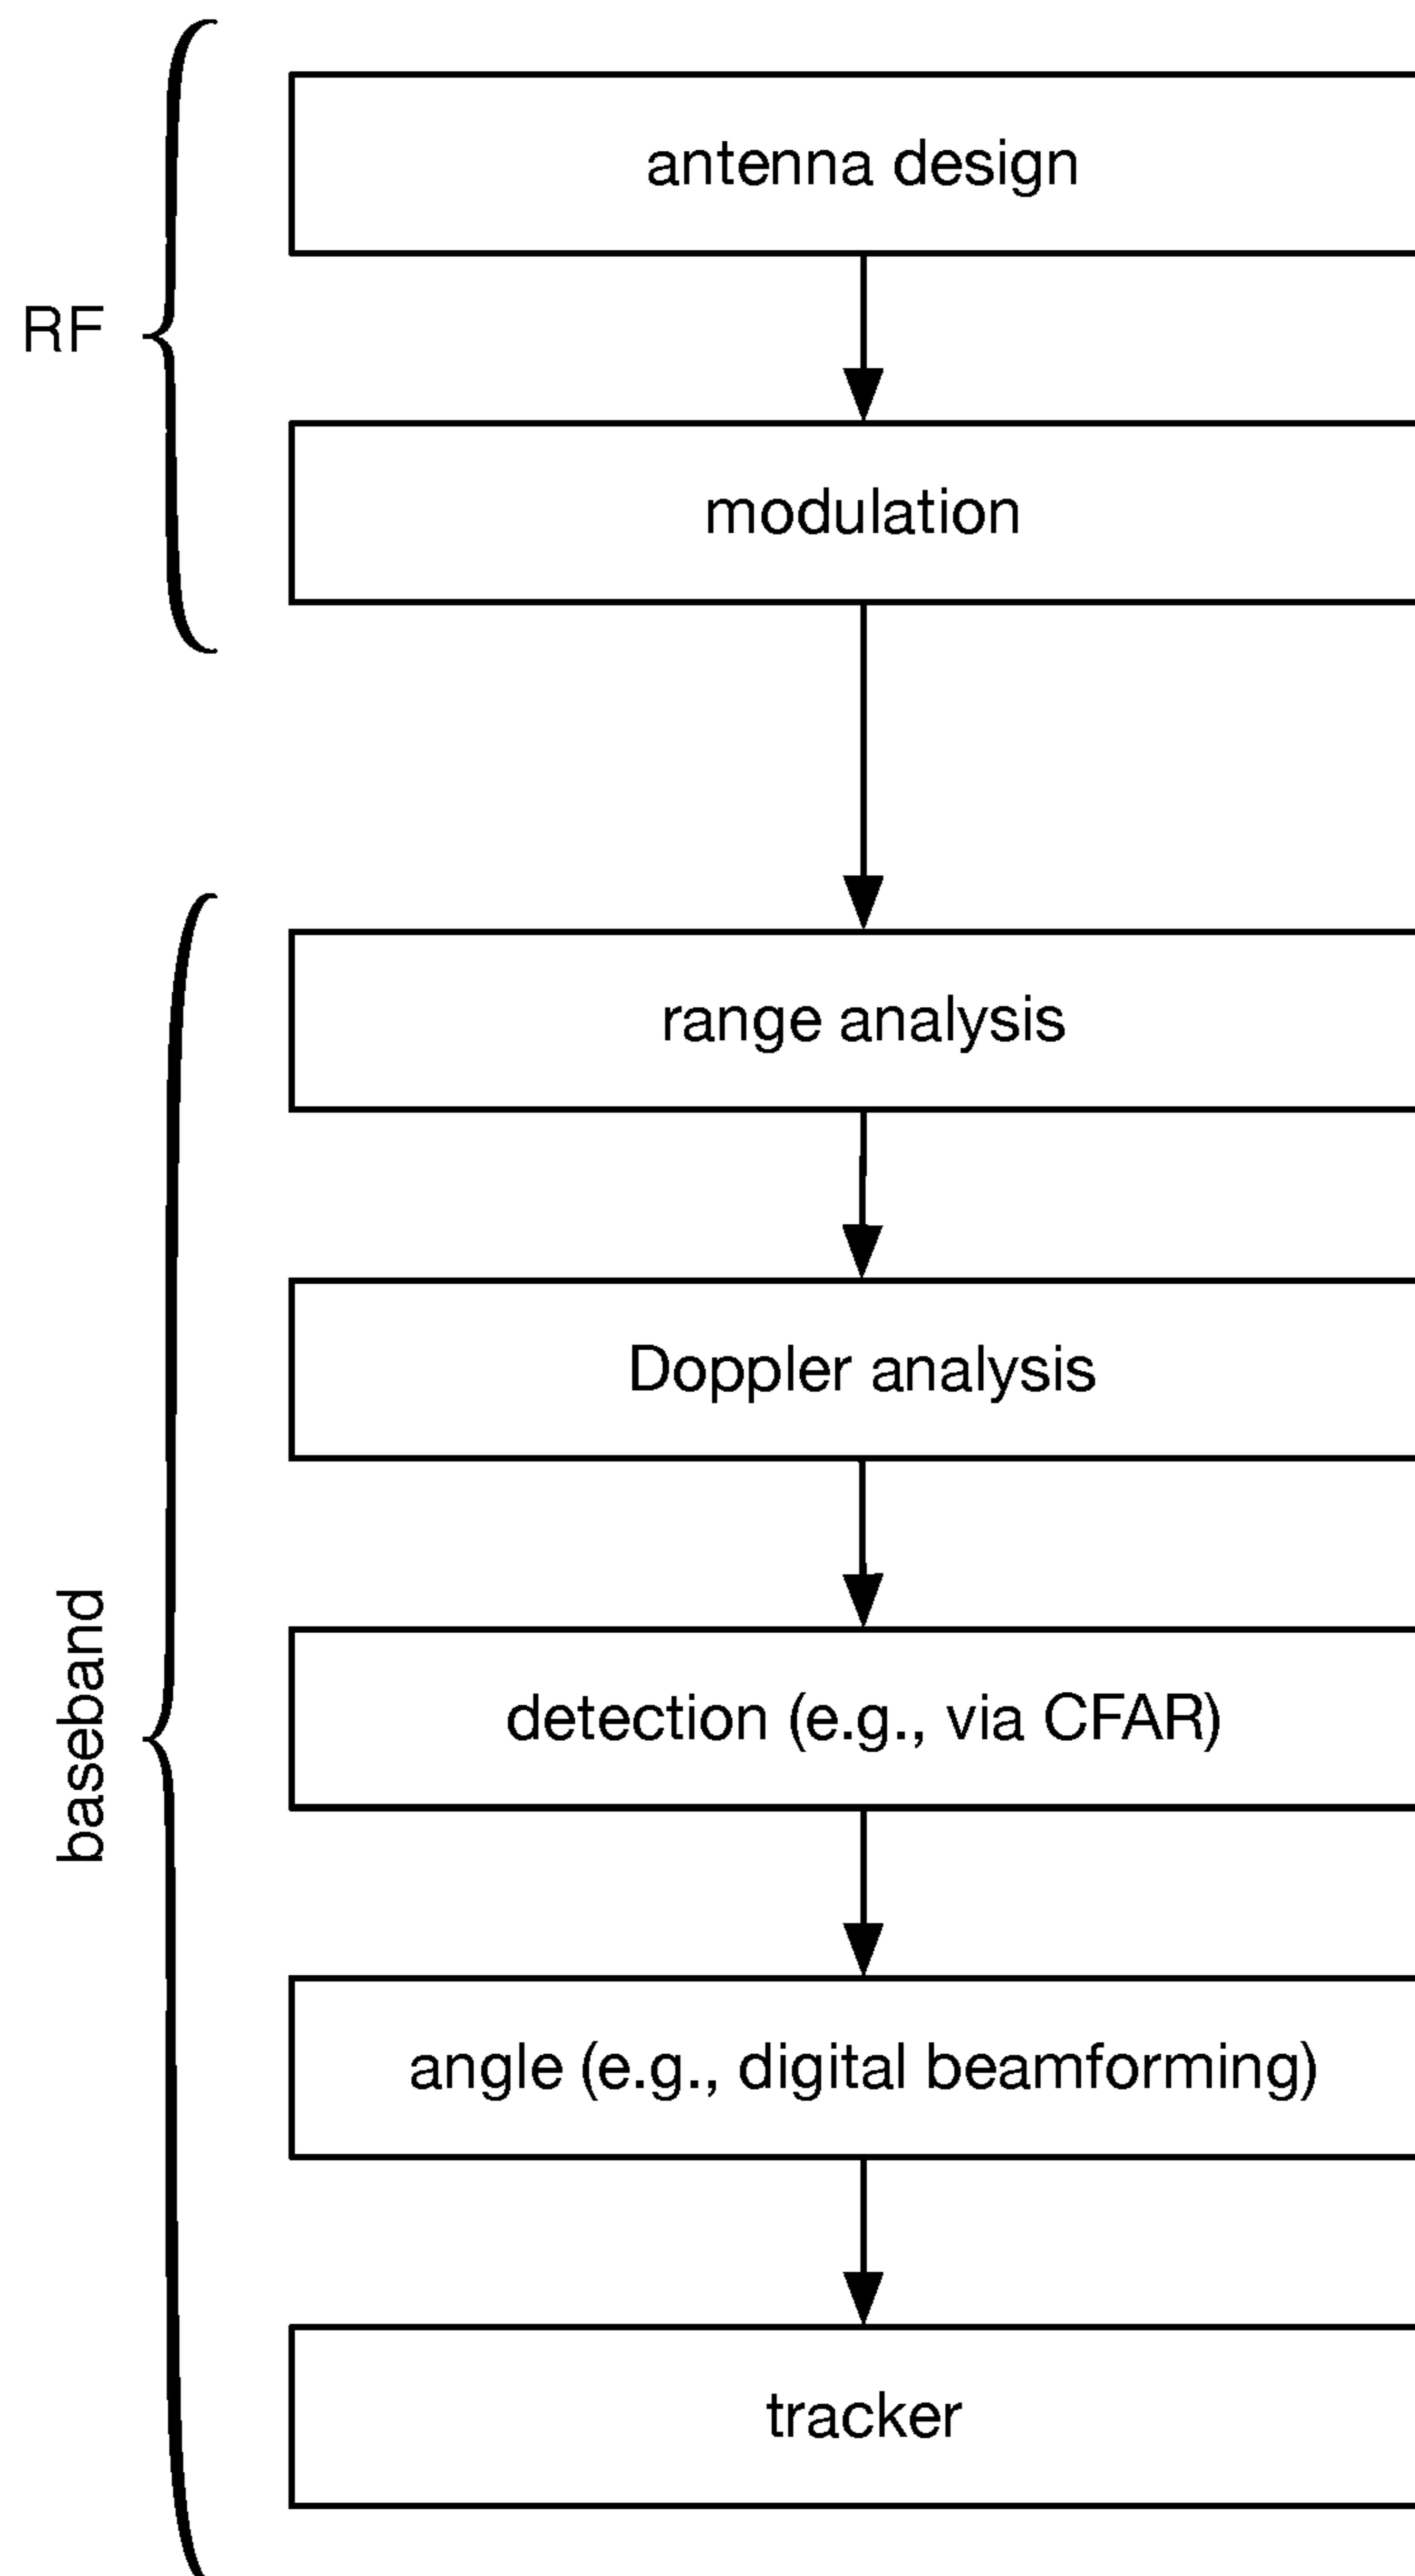 antenna design
RF
modulation
range analysis
Doppler analysis
baseband
detection (e.g., via CFAR)
angle (e.g., digital beamforming)
tracker